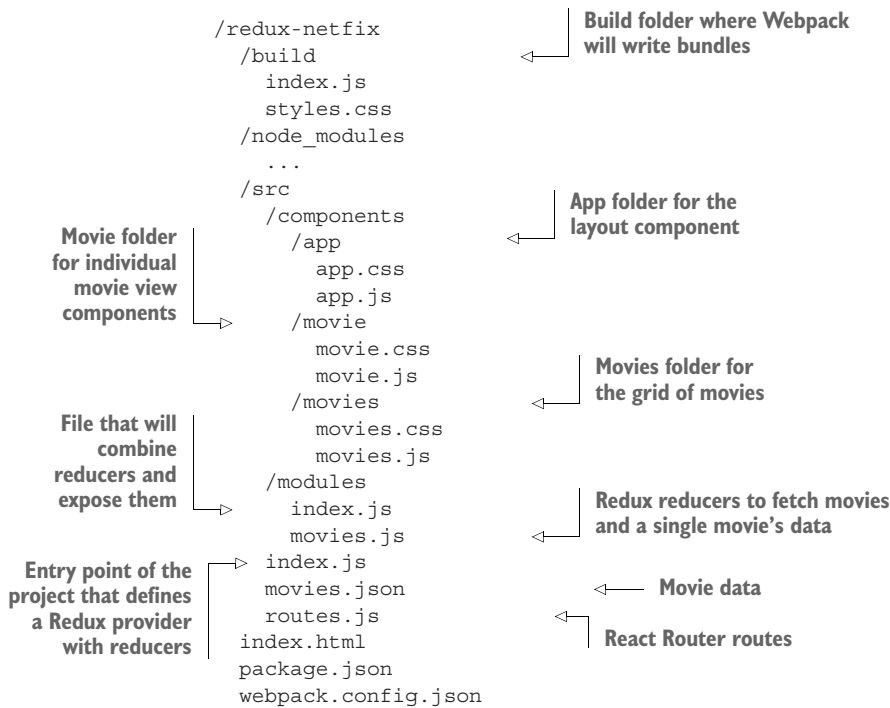 /redux-netfix
Build folder where Webpack
will write bundles
/build
index.js
styles.css
/node_modules
...
/src
App folder for the
layout component
/components
/app
app.css
app.js
Movie folder
for individual
movie view
components
/movie
movie.css
movie.js
Movies folder for
the grid of movies
/movies
movies.css
movies.js
File that will
combine
reducers and
expose them
/modules
index.js
Redux reducers to fetch movies
and a single movie's data
movies.js
Entry point of the
project that defines
a Redux provider
with reducers
index.js
movies.json
Movie data
routes.js
React Router routes
index.html
package.json
webpack.config.json